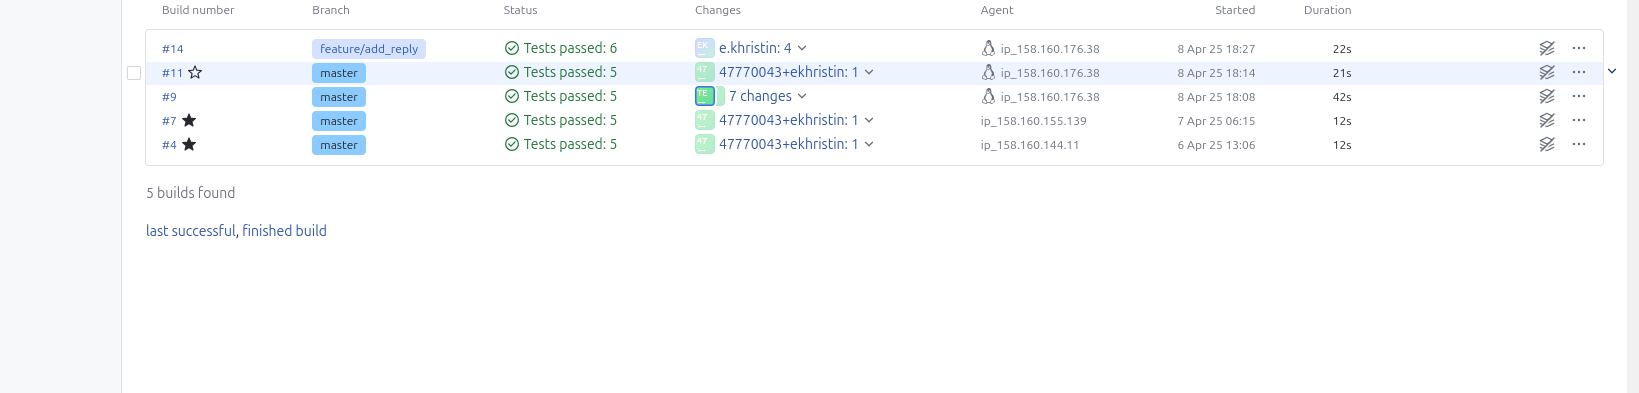 Build number Branch Status Changes Agent Started Duration
#14 feature/add_reply Tests passed: 6 EK e.khristin: 4 ip_158.160.176.38 8 Apr 25 18:27 22s
#11 master Tests passed: 5 47 47770043+ekhristin: 1 ip_158.160.176.38 8 Apr 25 18:14 21s
#9 master Tests passed: 5 TE 7 changes ip_158.160.176.38 8 Apr 25 18:08 42s
#7 master Tests passed: 5 47 47770043+ekhristin: 1 ip_158.160.155.139 7 Apr 25 06:15 12s
#4 master Tests passed: 5 47 47770043+ekhristin: 1 ip_158.160.144.11 6 Apr 25 13:06 12s
5 builds found
last successful, finished build